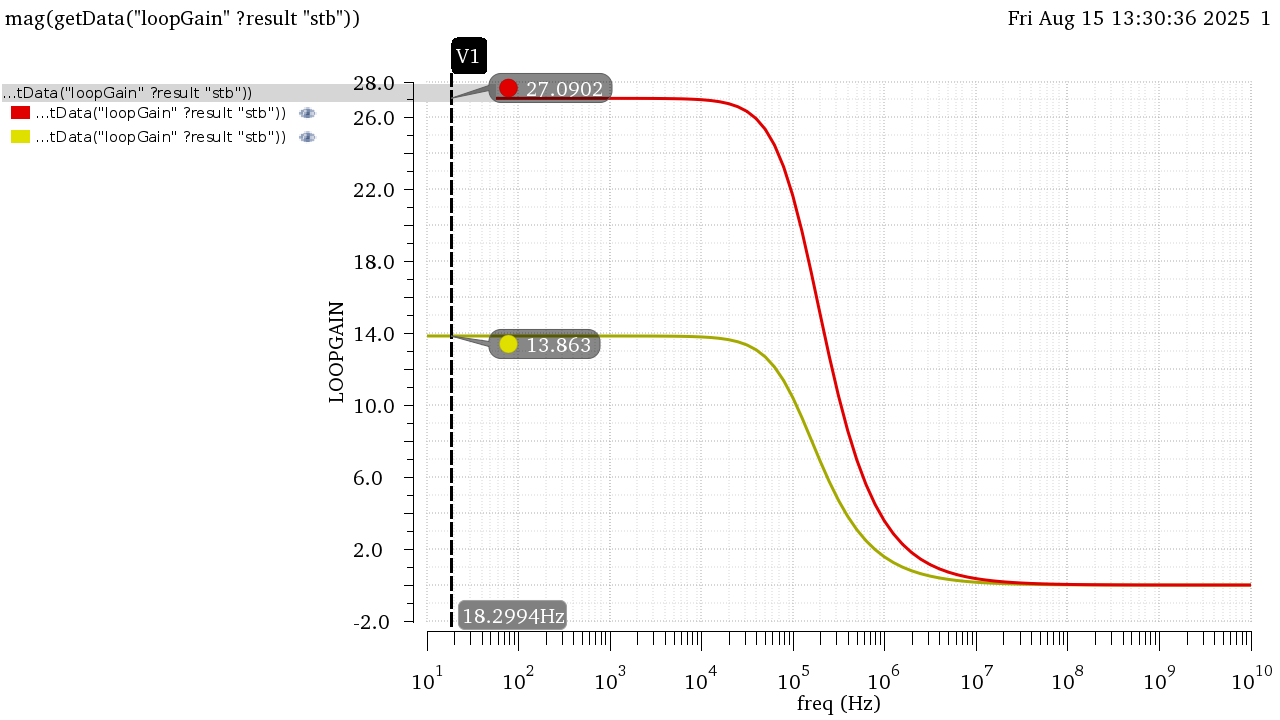 mag(getData("loopGain" ?result "stb"))
Fri Aug 15 13:30:36 2025 1
V1
...tData("loopGain" ?result "stb"))
...tData("loopGain" ?result "stb"))
...tData("loopGain" ?result "stb"))
28.0
27.0902
26.0
22.0
18.0
14.0
13.863
10.0
6.0
2.0
-2.0
LOOPGAIN
18.2994Hz
10¹ 10² 10³ 10⁴ 10⁵ 10⁶ 10⁷ 10⁸ 10⁹ 10¹⁰
freq (Hz)